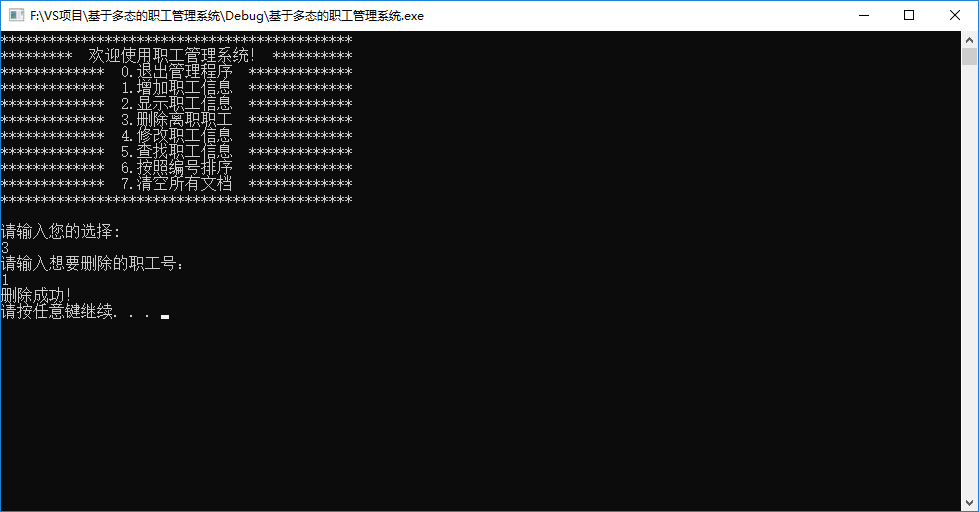 F:\VS项目\基于多态的职工管理系统\Debug\基于多态的职工管理系统.exe
********************************************
*********  欢迎使用职工管理系统!  **********
*************  0.退出管理程序  *************
*************  1.增加职工信息  *************
*************  2.显示职工信息  *************
*************  3.删除离职职工  *************
*************  4.修改职工信息  *************
*************  5.查找职工信息  *************
*************  6.按照编号排序  *************
*************  7.清空所有文档  *************
********************************************
请输入您的选择:
3
请输入想要删除的职工号:
1
删除成功!
请按任意键继续. . .